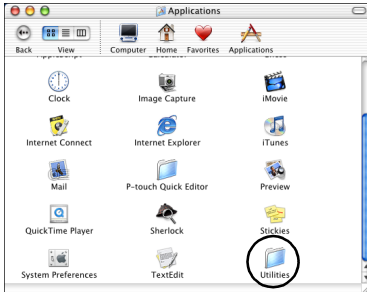 Applications
Back View Computer Home Favorites Applications
Clock Image Capture iMovie
Internet Connect Internet Explorer iTunes
Mail P-touch Quick Editor Preview
QuickTime Player Sherlock Stickies
System Preferences TextEdit Utilities